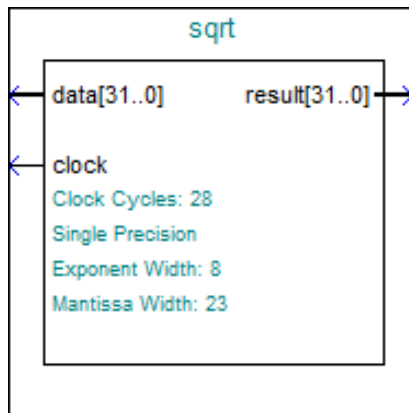 sqrt
data[31..0] result[31..0]
clock
Clock Cycles: 28
Single Precision
Exponent Width: 8
Mantissa Width: 23